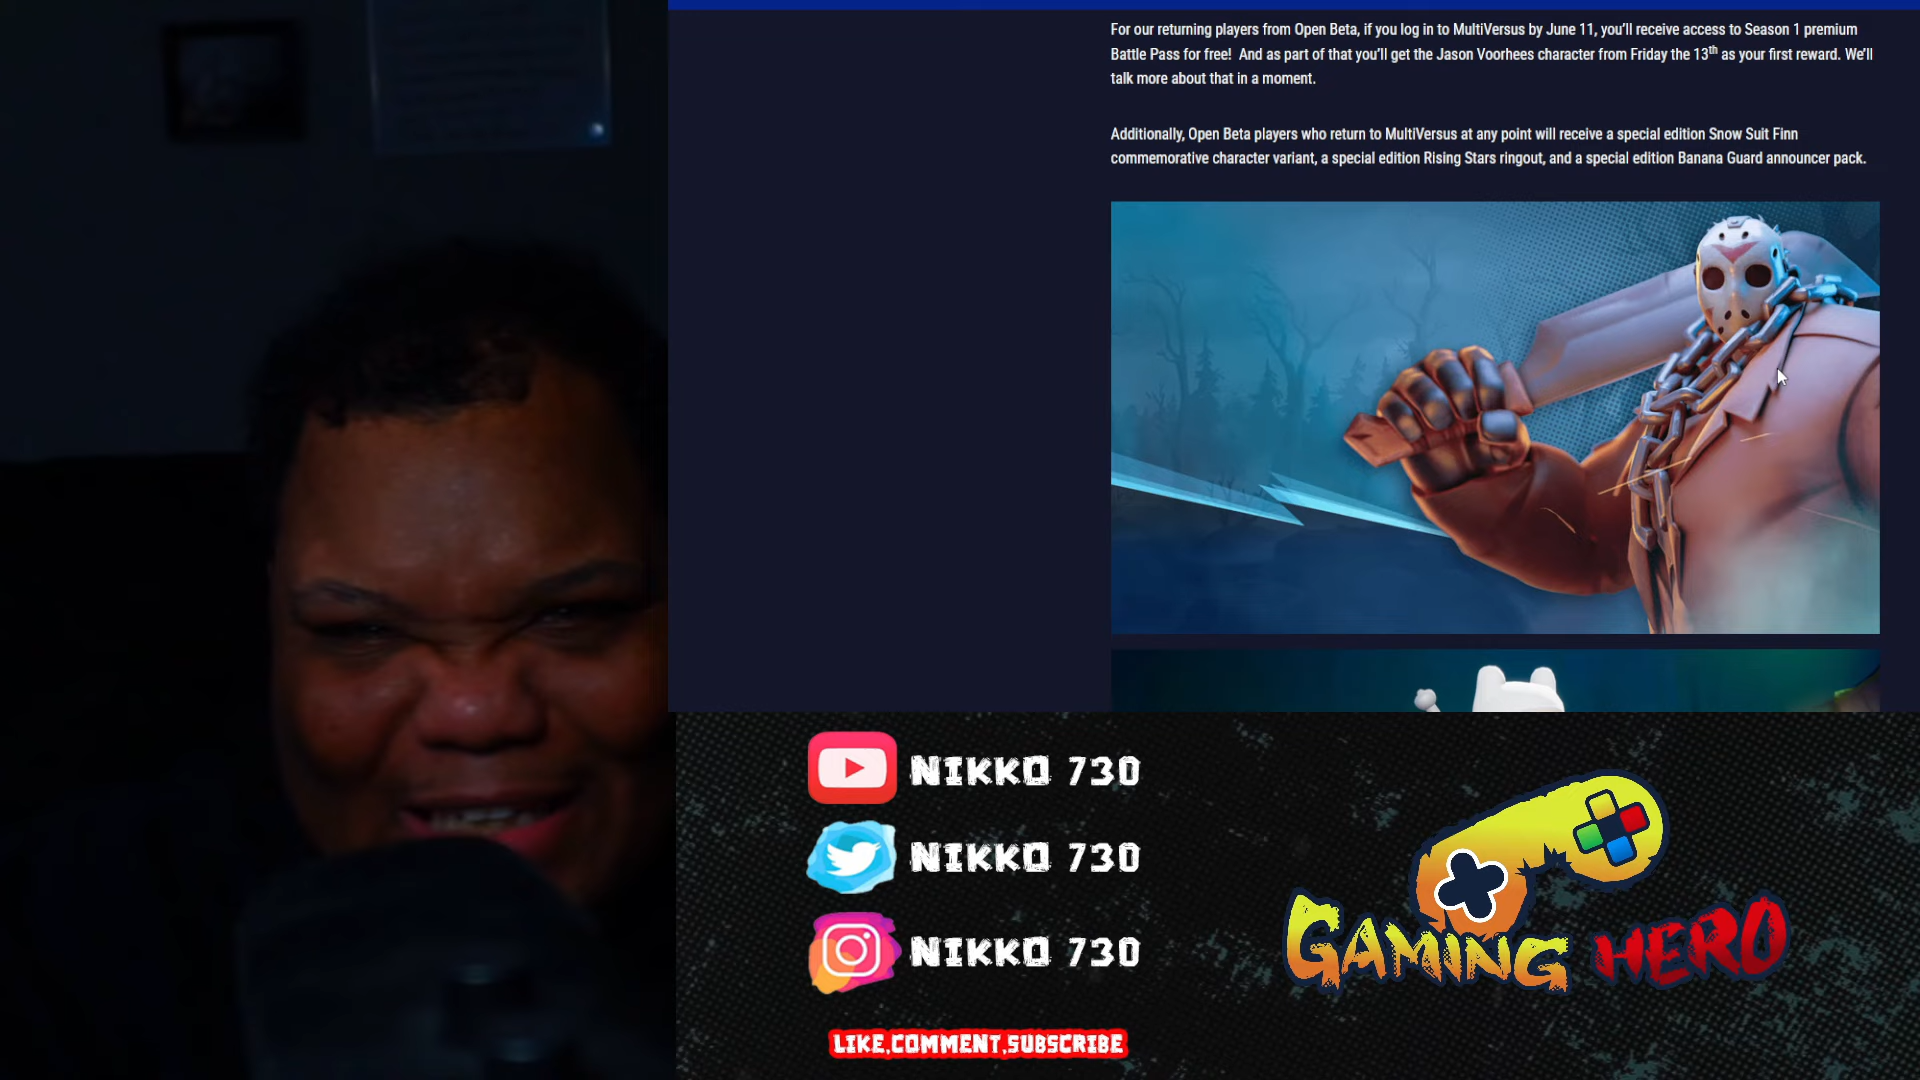 For our returning players from Open Beta, if you log in to MultiVersus by June 11, you'll receive access to Season 1 premium
Battle Pass for free! And as part of that you'll get the Jason Voorhees character from Friday the 13th as your first reward. We'll
talk more about that in a moment.
Additionally, Open Beta players who return to MultiVersus at any point will receive a special edition Snow Suit Finn
commemorative character variant, a special edition Rising Stars ringout, and a special edition Banana Guard announcer pack.
NIKKO 730
NIKKO 730
NIKKO 730
GAMING HERO
LIKE,COMMENT,SUBSCRIBE